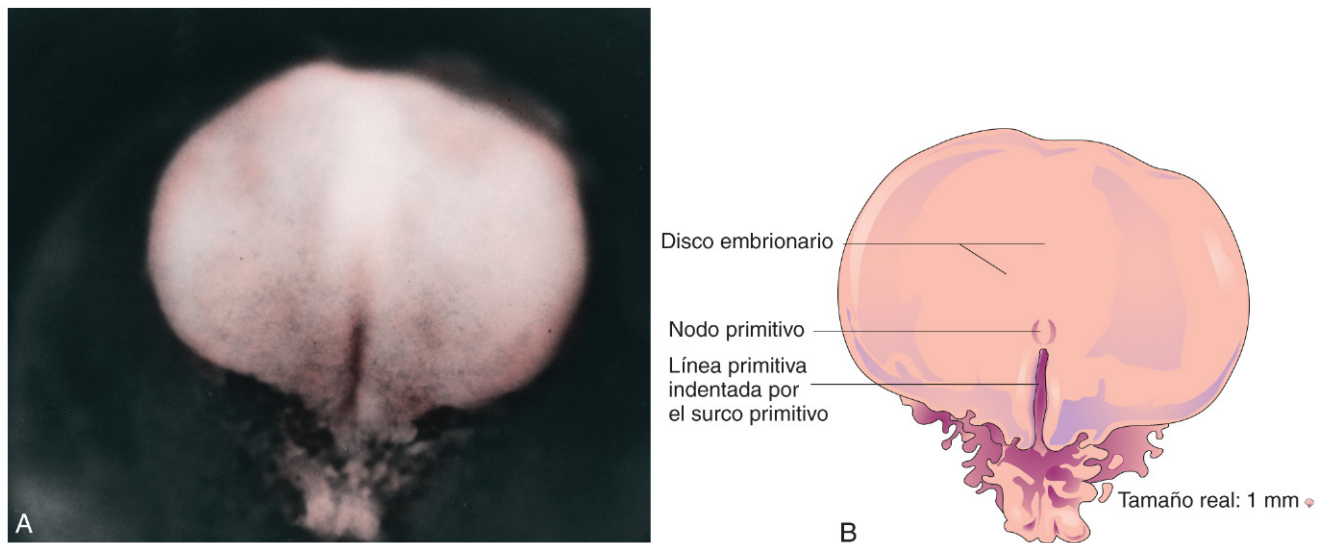 Disco embrionario
Nodo primitivo
Línea primitiva
indentada por
el surco primitivo
Tamaño real: 1 mm
A
B